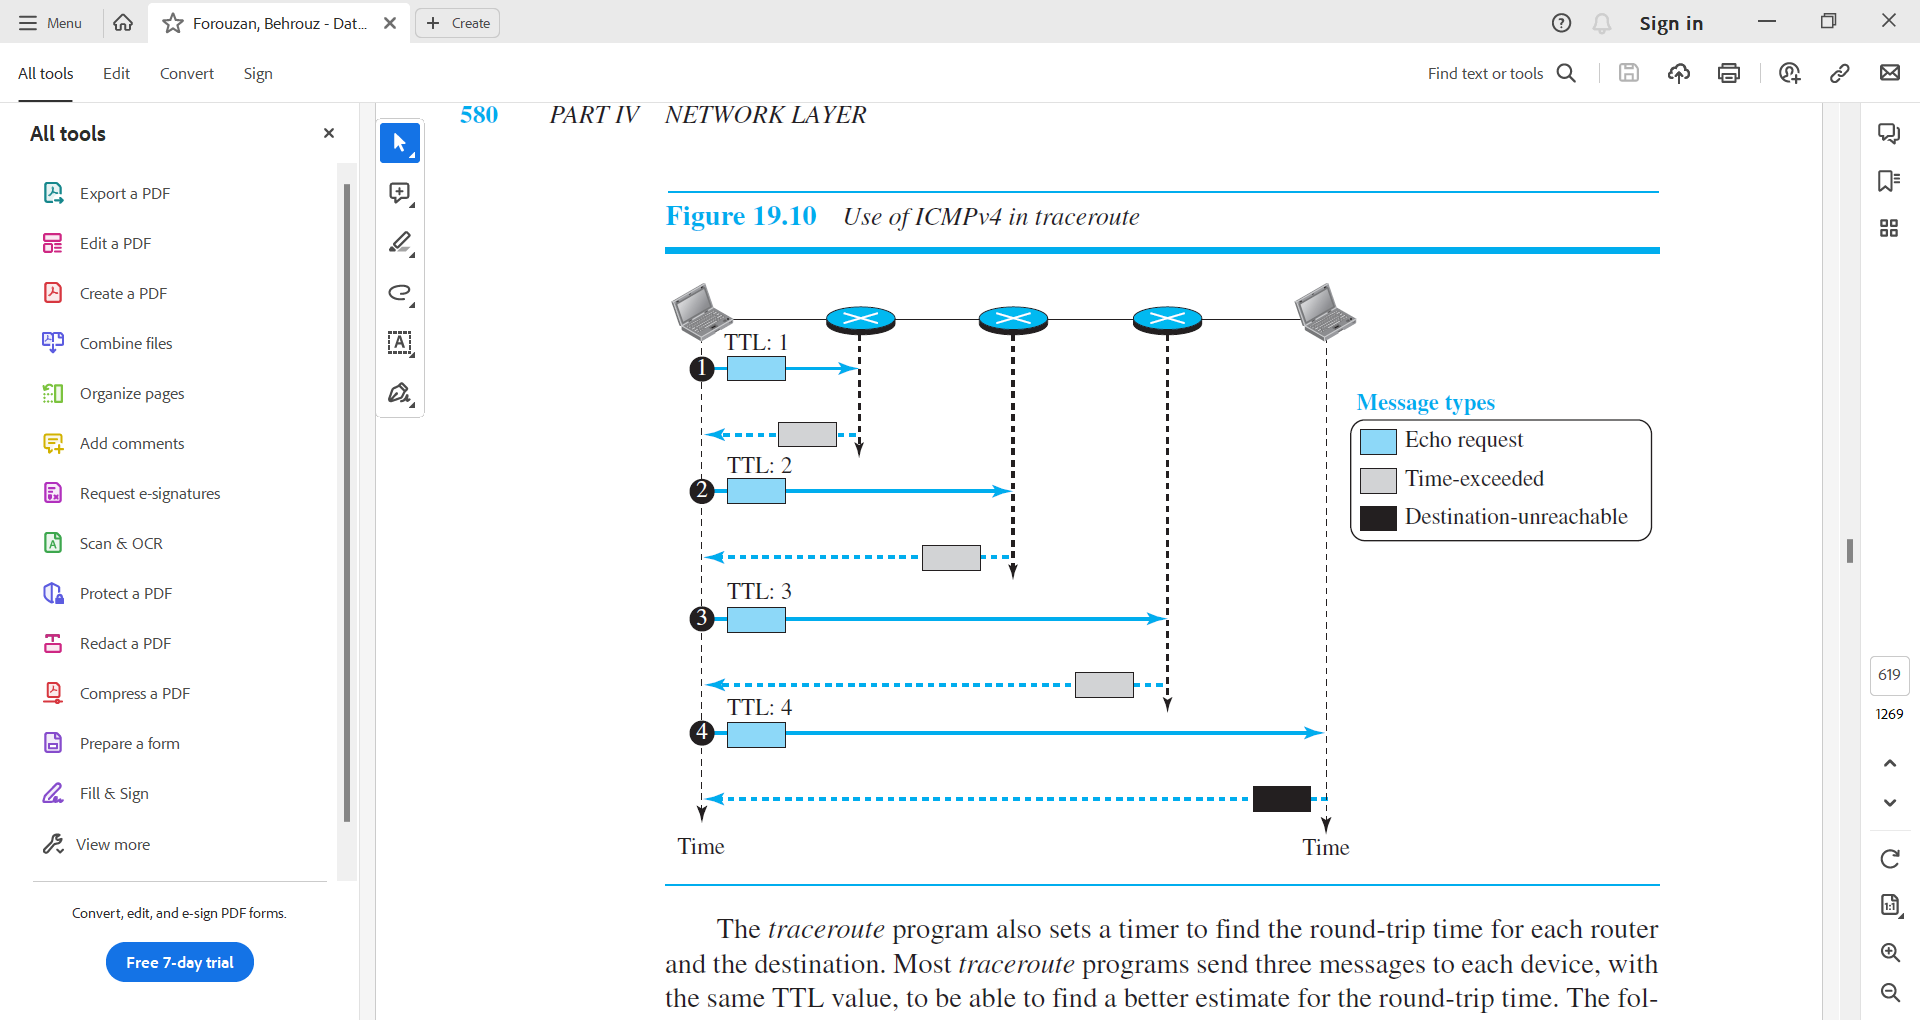 Menu
Forouzan, Behrouz - Dat...
Create
Sign in
All tools
Edit
Convert
Sign
Find text or tools
All tools
Export a PDF
Edit a PDF
Create a PDF
Combine files
Organize pages
Add comments
Request e-signatures
Scan & OCR
Protect a PDF
Redact a PDF
Compress a PDF
Prepare a form
Fill & Sign
View more
Convert, edit, and e-sign PDF forms.
Free 7-day trial
580 PART IV NETWORK LAYER
Figure 19.10 Use of ICMPv4 in traceroute
TTL: 1
1
TTL: 2
2
TTL: 3
3
TTL: 4
4
Time
Time
Message types
Echo request
Time-exceeded
Destination-unreachable
The traceroute program also sets a timer to find the round-trip time for each router
and the destination. Most traceroute programs send three messages to each device, with
the same TTL value, to be able to find a better estimate for the round-trip time. The fol-
619
1269
1:1